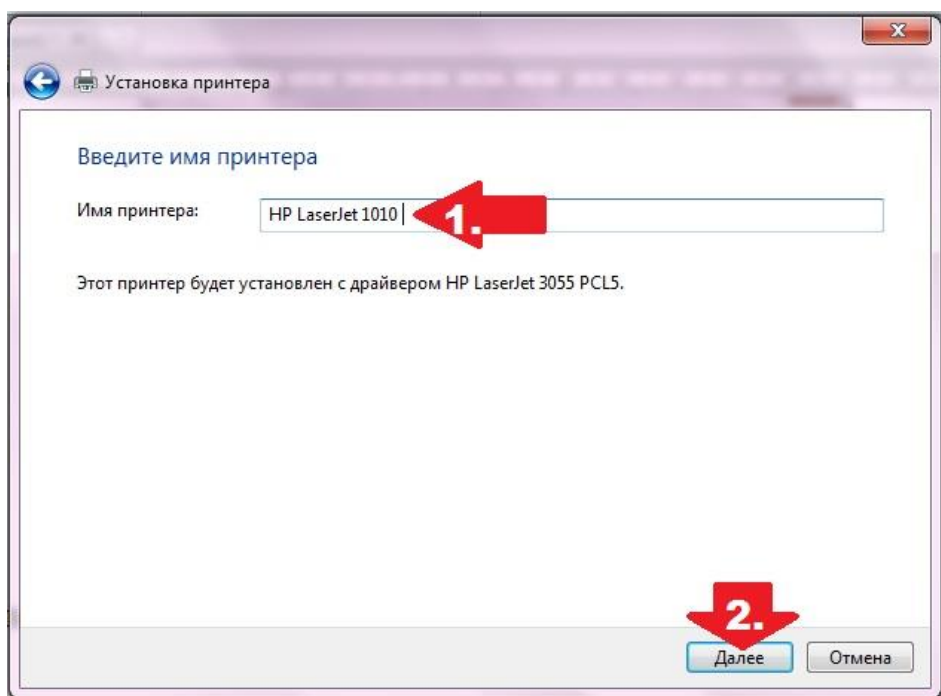 Установка принтера
Введите имя принтера
Имя принтера: HP LaserJet 1010 1.
Этот принтер будет установлен с драйвером HP LaserJet 3055 PCL5.
2.
Далее Отмена